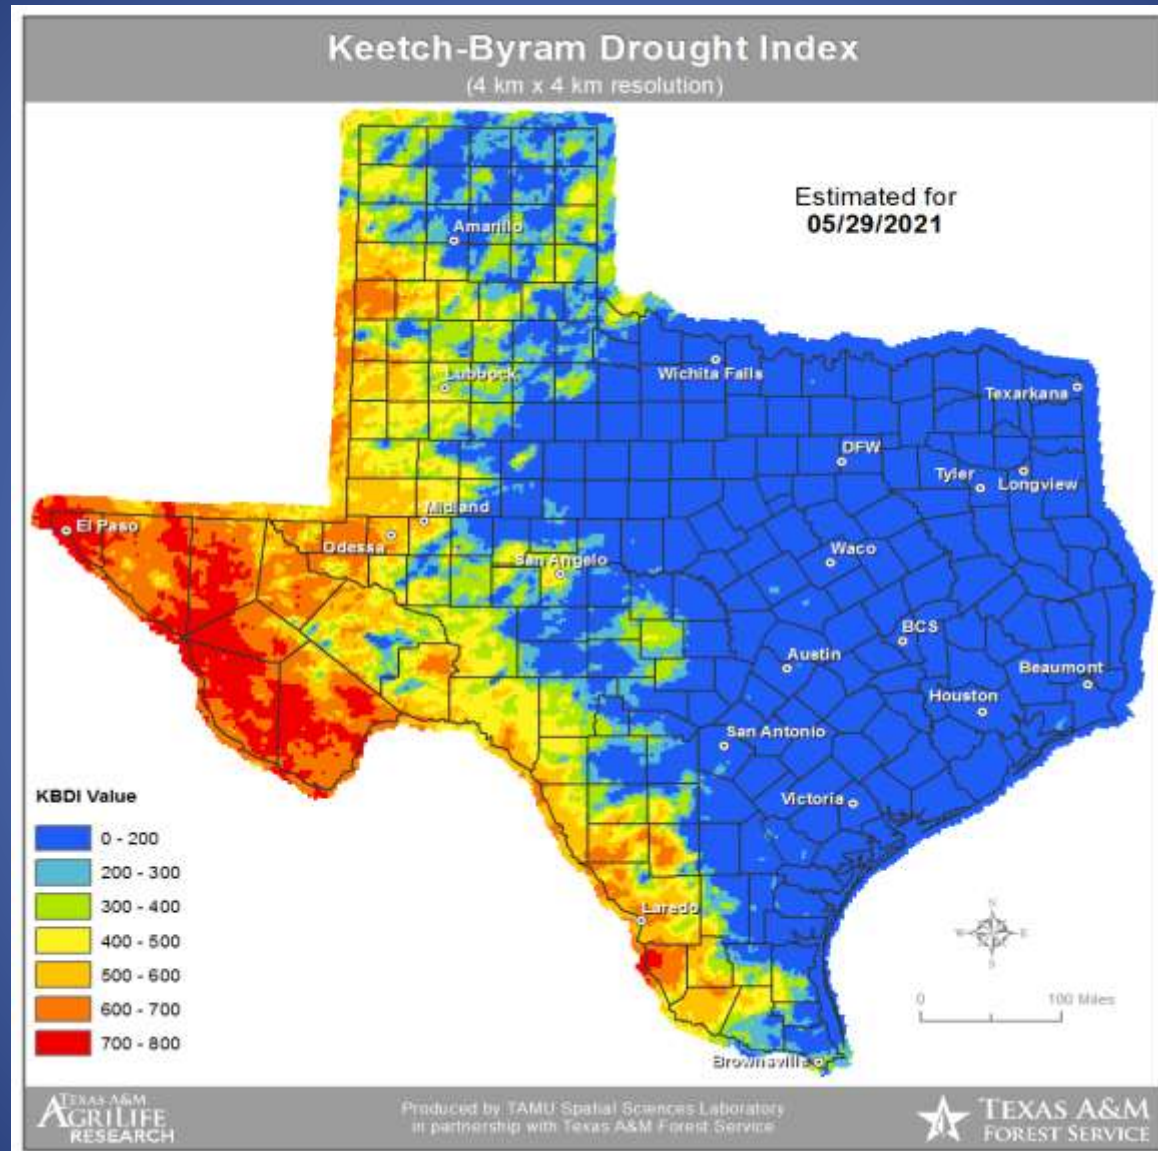 Keetch-Byram Drought Index
(4 km x 4 km resolution)
Estimated for
05/29/2021
Amarillo
Lubbock
Wichita Falls
Texarkana
DFW
Tyler
Longview
Midland
El Paso
Odessa
San Angelo
Waco
BCS
Austin
Beaumont
Houston
San Antonio
Victoria
Laredo
Brownsville
KBDI Value
0 - 200
200 - 300
300 - 400
400 - 500
500 - 600
600 - 700
700 - 800
N
W
E
S
0
100 Miles
TEXAS A&M
AGRILIFE
RESEARCH
Produced by TAMU Spatial Sciences Laboratory
in partnership with Texas A&M Forest Service
TEXAS A&M
FOREST SERVICE